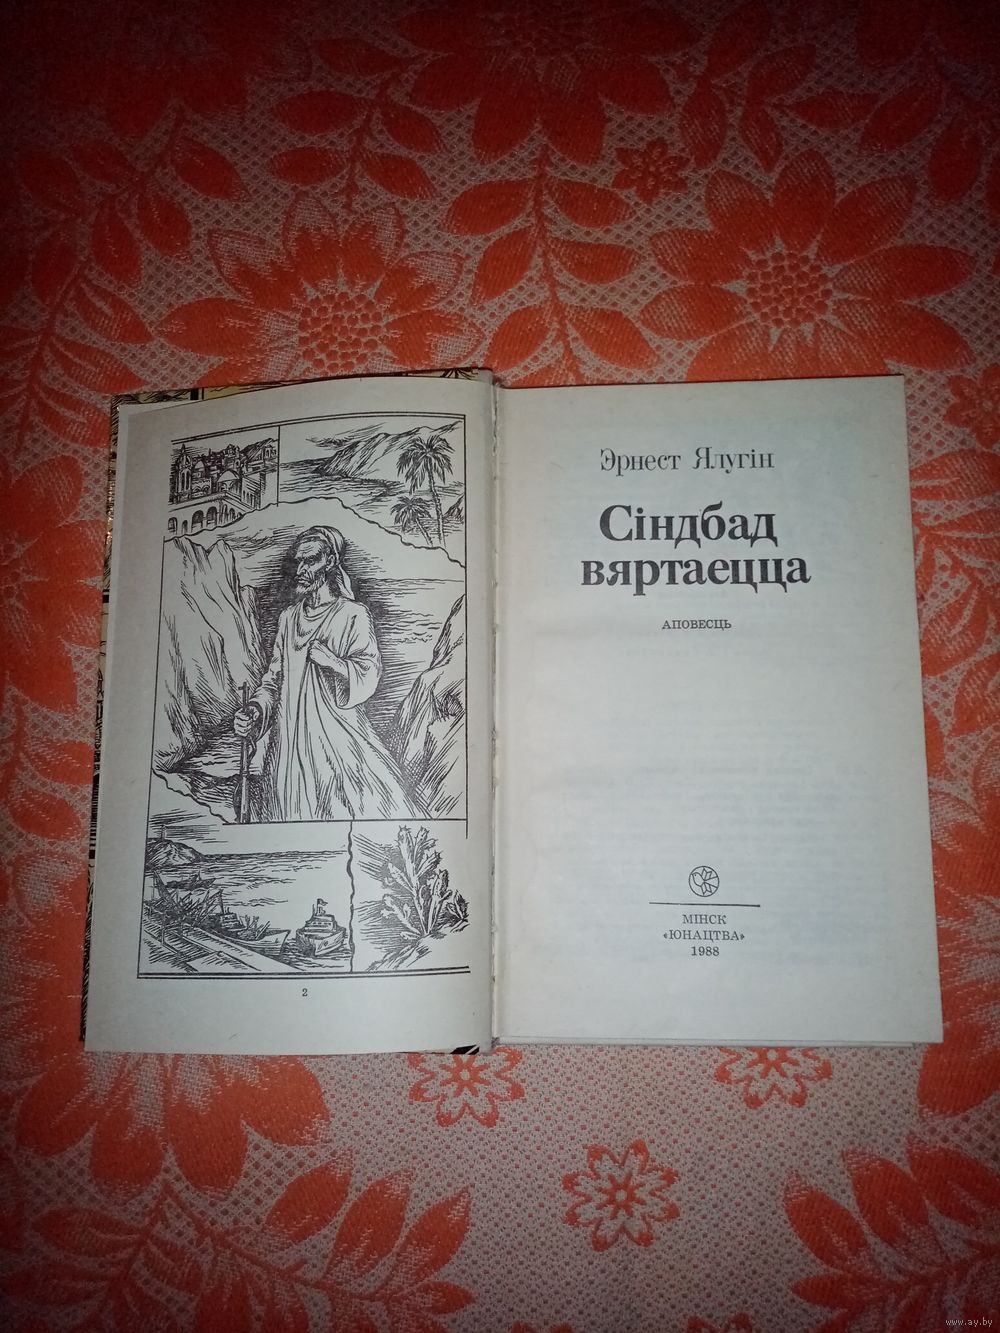 Эрнест Ялугін
Сіндбад
вяртаецца
АПОВЕСЦЬ
МІНСК
«ЮНАЦТВА»
1988
2
www.ay.by